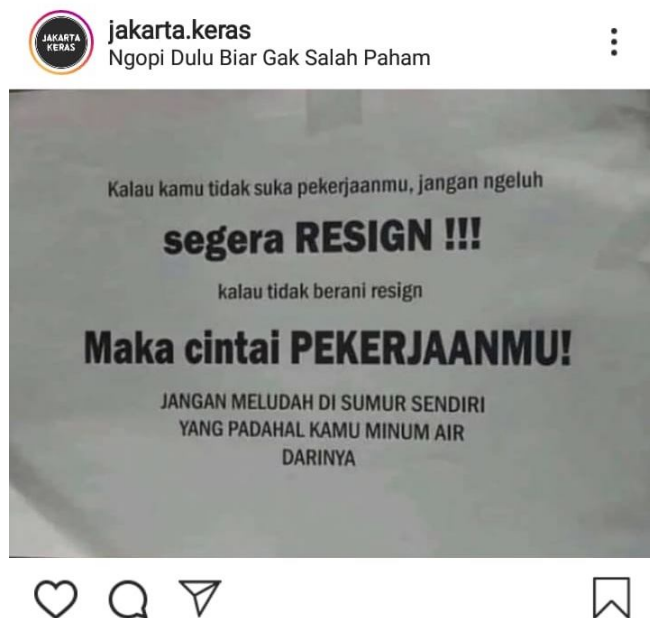 JAKARTA
KERAS
jakarta.keras
Ngopi Dulu Biar Gak Salah Paham
Kalau kamu tidak suka pekerjaanmu, jangan ngeluh
segera RESIGN !!!
kalau tidak berani resign
Maka cintai PEKERJAANMU!
JANGAN MELUDAH DI SUMUR SENDIRI
YANG PADAHAL KAMU MINUM AIR
DARINYA